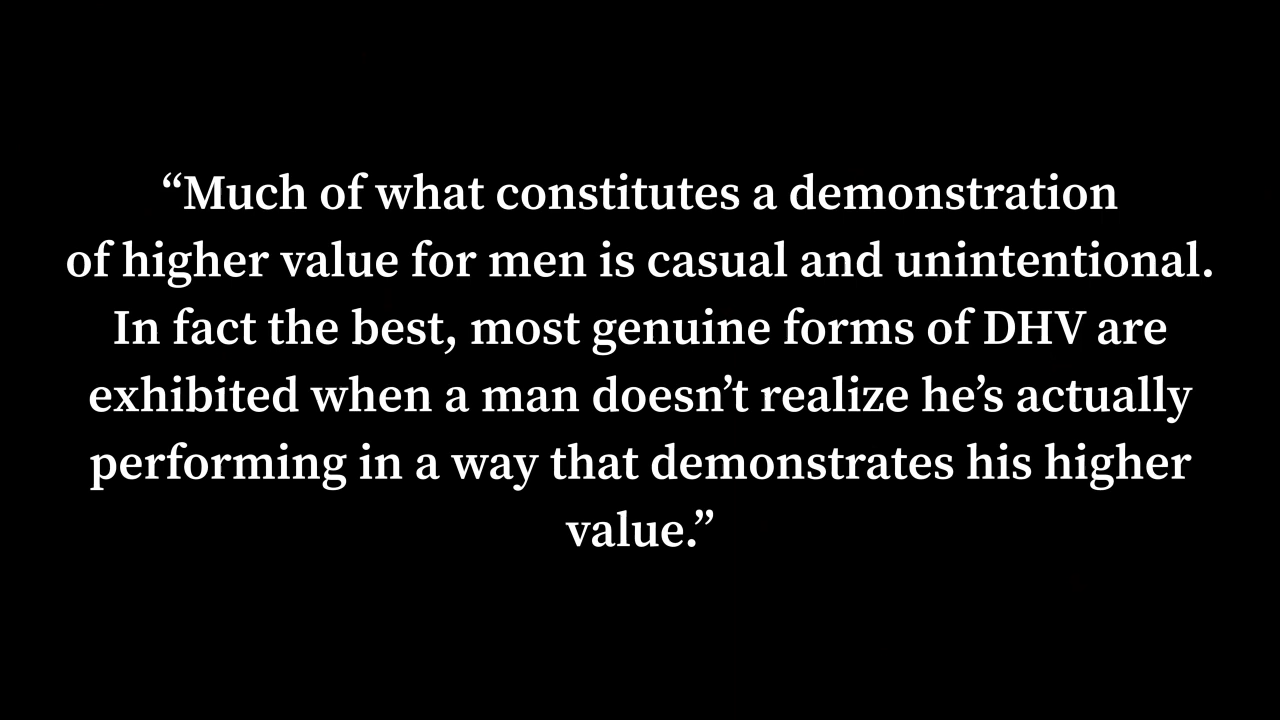 “Much of what constitutes a demonstration
of higher value for men is casual and unintentional.
In fact the best, most genuine forms of DHV are
exhibited when a man doesn’t realize he’s actually
performing in a way that demonstrates his higher
value.”